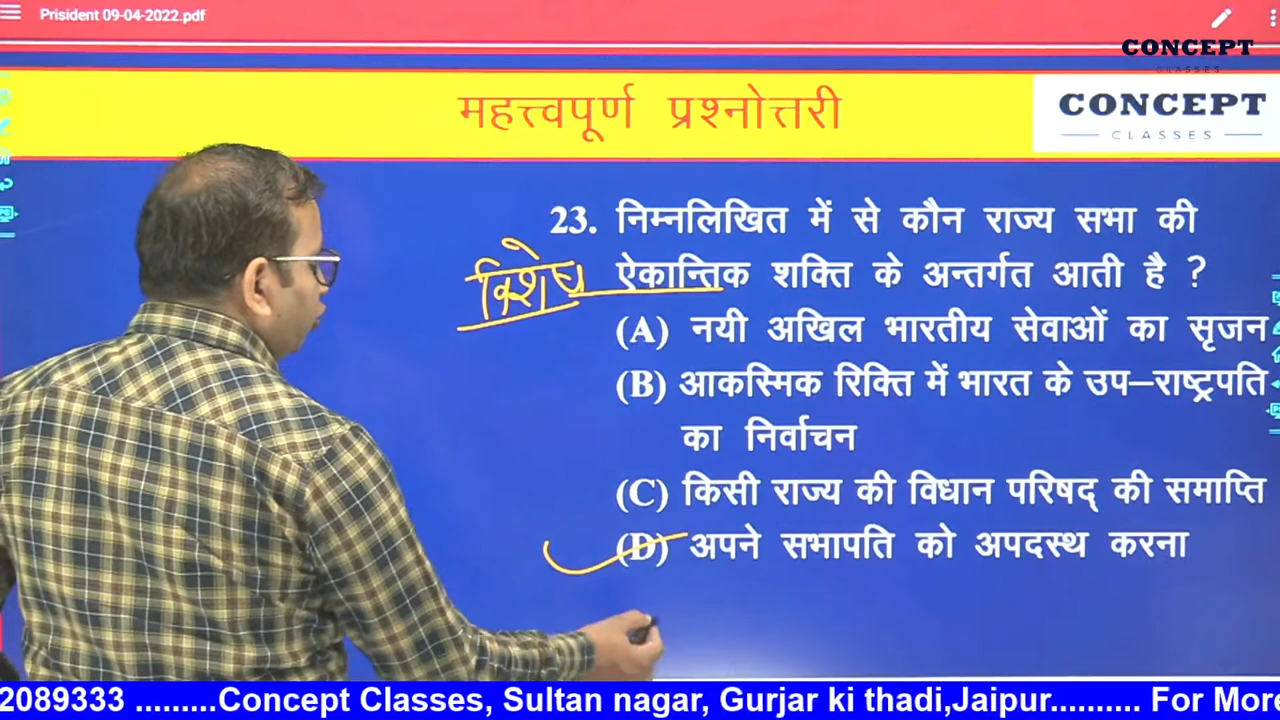 Prisident 09-04-2022.pdf
CONCEPT
CLASSES
महत्त्वपूर्ण प्रश्नोत्तरी
CONCEPT
CLASSES
23. निम्नलिखित में से कौन राज्य सभा की
विशेष
ऐकान्तिक शक्ति के अन्तर्गत आती है ?
(A) नयी अखिल भारतीय सेवाओं का सृजन
(B) आकस्मिक रिक्ति में भारत के उप–राष्ट्रपति
का निर्वाचन
(C) किसी राज्य की विधान परिषद् की समाप्ति
(D) अपने सभापति को अपदस्थ करना
2089333 .........Concept Classes, Sultan nagar, Gurjar ki thadi,Jaipur.......... For More